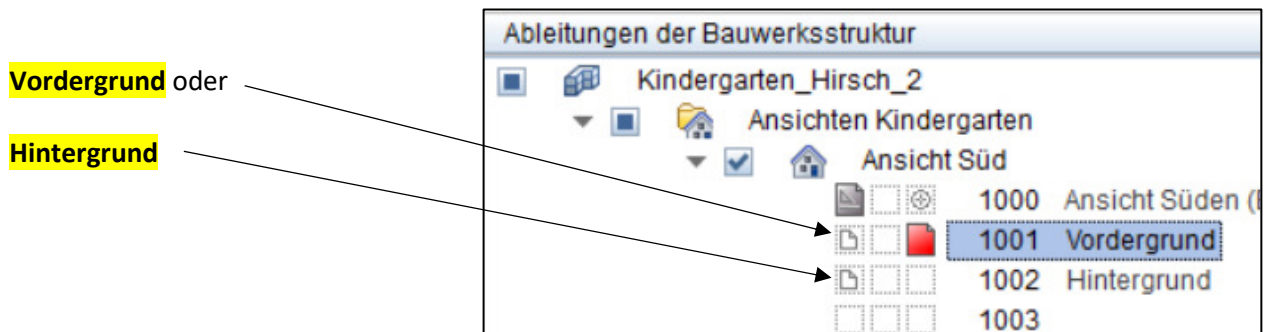 Ableitungen der Bauwerksstruktur
Vordergrund oder
Kindergarten_Hirsch_2
Ansichten Kindergarten
Hintergrund
Ansicht Süd
1000 Ansicht Süden (
1001 Vordergrund
1002 Hintergrund
1003